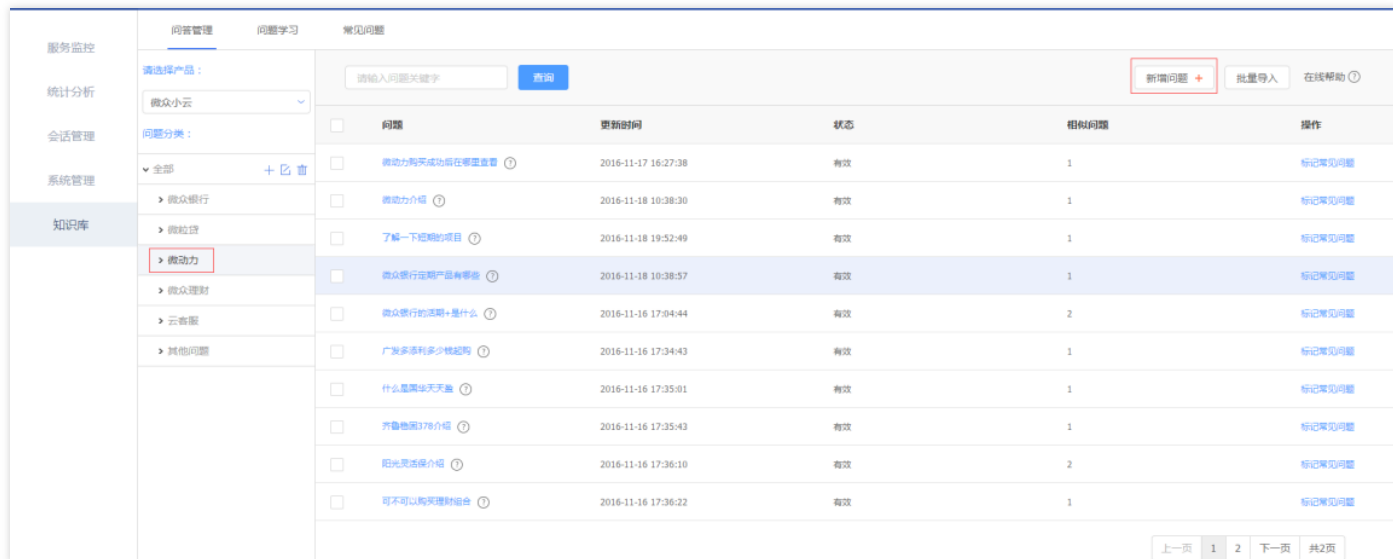 问答管理 问题学习 常见问题
服务监控
统计分析
会话管理
系统管理
知识库
请选择产品：
微众小云
问题分类：
全部
微众银行
微粒贷
微动力
微众理财
云客服
其他问题
请输入问题关键字 查询 新增问题 + 批量导入 在线帮助 ?
问题 更新时间 状态 相似问题 操作
微动力购买成功后在哪里查看 ? 2016-11-17 16:27:38 有效 1 标记常见问题
微动力介绍 ? 2016-11-18 10:38:30 有效 1 标记常见问题
了解一下短期的项目 ? 2016-11-18 19:52:49 有效 1 标记常见问题
微众银行定期产品有哪些 ? 2016-11-18 10:38:57 有效 1 标记常见问题
微众银行的活期+是什么 ? 2016-11-16 17:04:44 有效 2 标记常见问题
广发多添利多少钱起购 ? 2016-11-16 17:34:43 有效 1 标记常见问题
什么是国华天天盈 ? 2016-11-16 17:35:01 有效 1 标记常见问题
齐鲁稳固378介绍 ? 2016-11-16 17:35:43 有效 1 标记常见问题
阳光灵活保介绍 ? 2016-11-16 17:36:10 有效 2 标记常见问题
可不可以购买理财组合 ? 2016-11-16 17:36:22 有效 1 标记常见问题
上一页 1 2 下一页 共2页